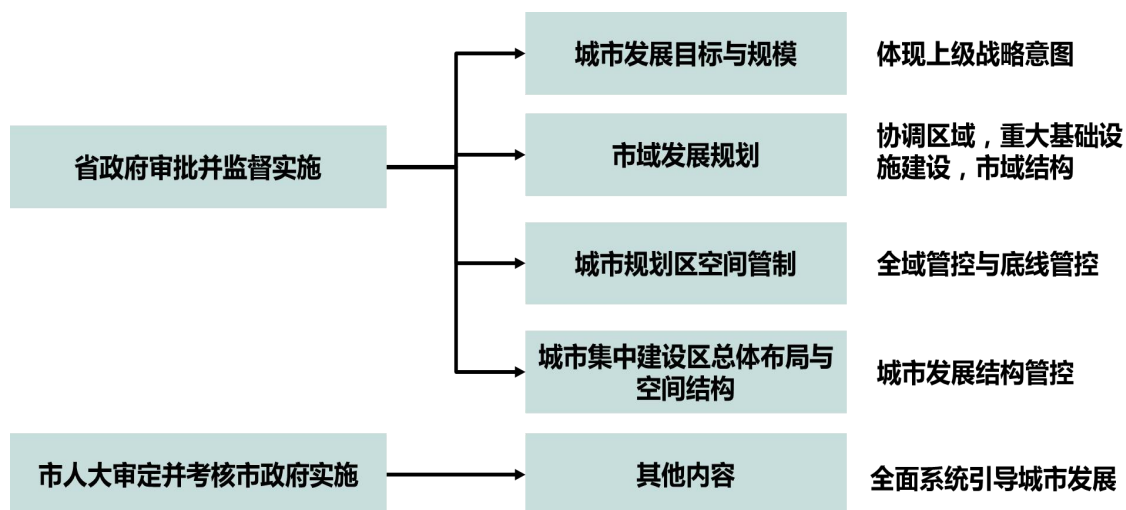 城市发展目标与规模
体现上级战略意图
省政府审批并监督实施
市域发展规划
协调区域，重大基础设
施建设，市域结构
城市规划区空间管制
全域管控与底线管控
城市集中建设区总体布局与
空间结构
城市发展结构管控
市人大审定并考核市政府实施
其他内容
全面系统引导城市发展